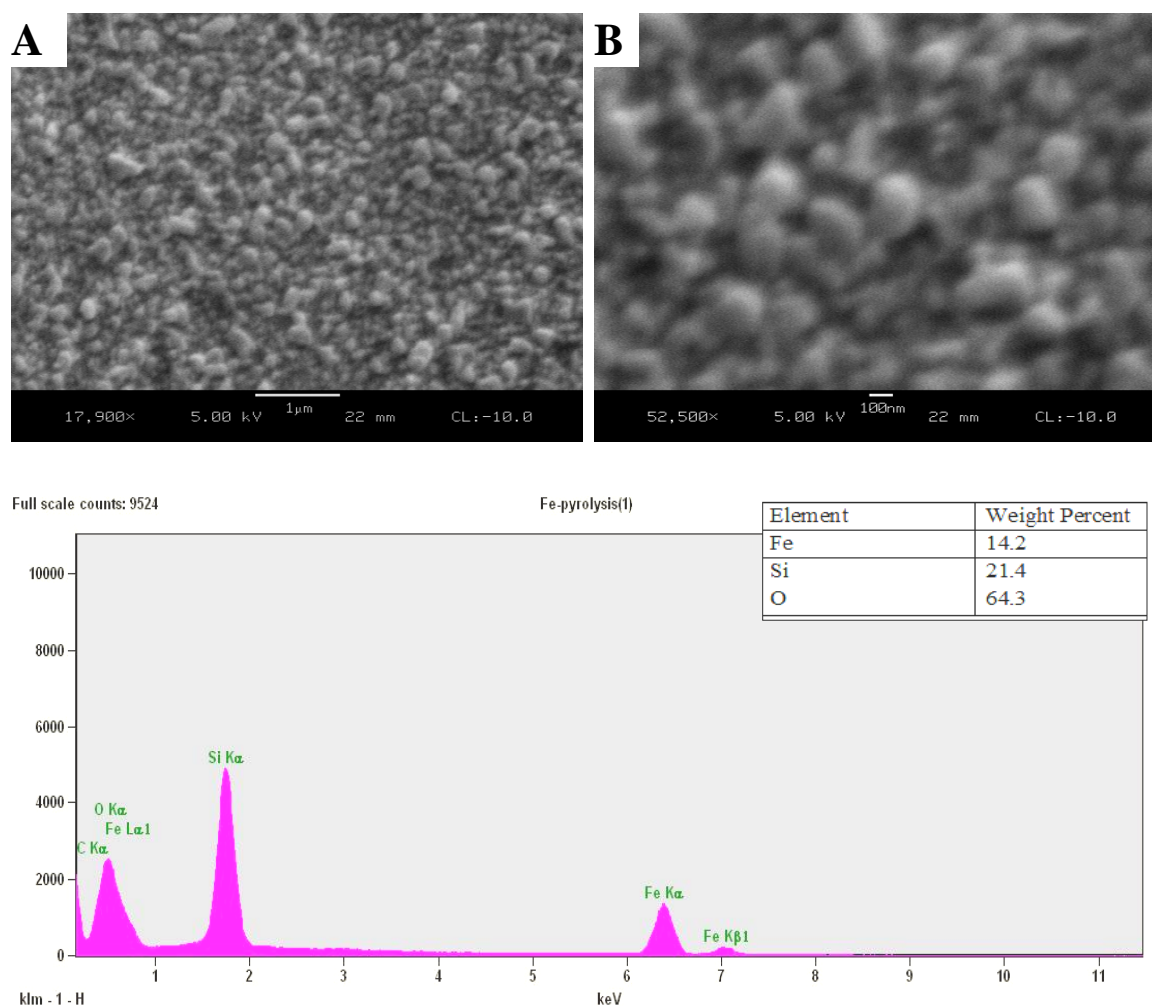 A
B
1µm
17,900× 5.00 kV 22 mm CL:-10.0
100nm
52,500× 5.00 kV 22 mm CL:-10.0
Full scale counts: 9524
Fe-pyrolysis(1)
Element Weight Percent
Fe 14.2
Si 21.4
O 64.3
10000
8000
6000
4000
2000
0
Si Kα
O Kα
Fe Lα1
C Kα
Fe Kα
Fe Kβ1
1 2 3 4 5 6 7 8 9 10 11
klm - 1 - H
keV